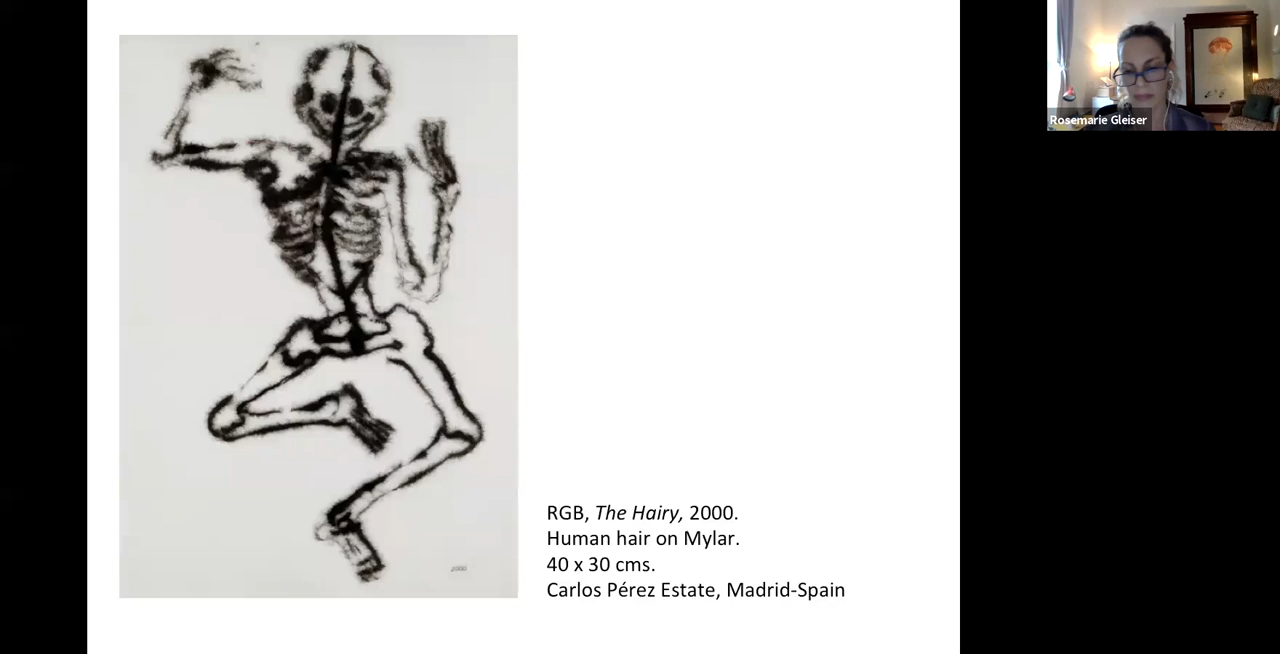 Rosemarie Gleiser
RGB, The Hairy, 2000.
Human hair on Mylar.
40 x 30 cms.
Carlos Pérez Estate, Madrid-Spain
2000